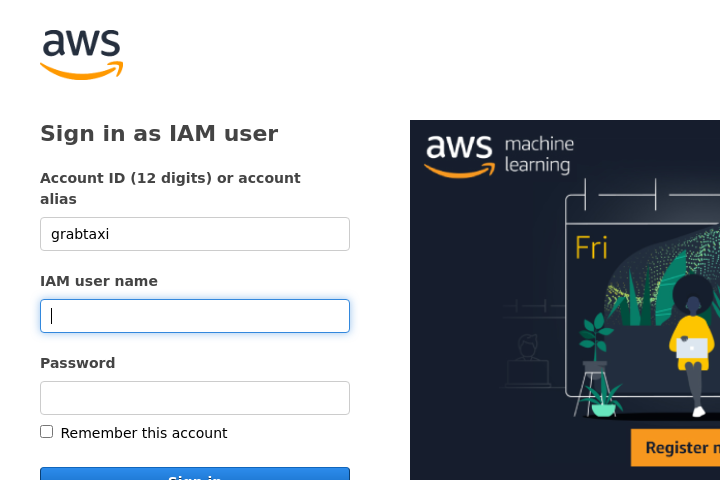 aws
Sign in as IAM user
Account ID (12 digits) or account
alias
grabtaxi
IAM user name
Password
Remember this account
Sign in
aws machine
learning
Fri
Register